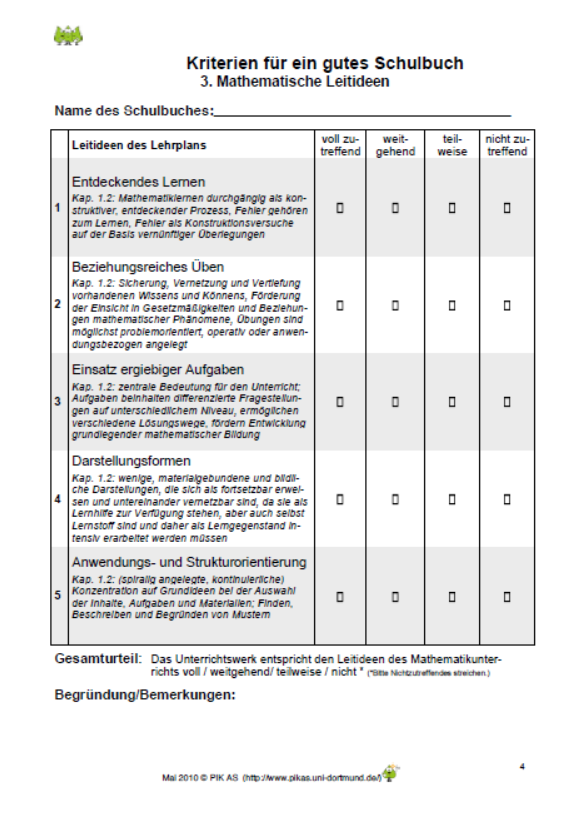 Kriterien für ein gutes Schulbuch
3. Mathematische Leitideen
Name des Schulbuches:
Leitideen des Lehrplans
voll zu-
treffend
weit-
gehend
teil-
weise
nicht zu-
treffend
1
Entdeckendes Lernen
Kap. 1.2: Mathematiklernen durchgängig als kon-
struktiver, entdeckender Prozess, Fehler gehören
zum Lernen, Fehler als Konstruktionsversuche
auf der Basis vernünftiger Überlegungen
2
Beziehungsreiches Üben
Kap. 1.2: Sicherung, Vernetzung und Vertiefung
vorhandenen Wissens und Könnens, Förderung
der Einsicht in Gesetzmäßigkeiten und Beziehun-
gen mathematischer Phänomene, Übungen sind
möglichst problemorientiert, operativ oder anwen-
dungsbezogen angelegt
3
Einsatz ergiebiger Aufgaben
Kap. 1.2: zentrale Bedeutung für den Unterricht;
Aufgaben beinhalten differenzierte Fragestellun-
gen auf unterschiedlichem Niveau, ermöglichen
verschiedene Lösungswege, fördern Entwicklung
grundlegender mathematischer Bildung
4
Darstellungsformen
Kap. 1.2: wenige, materialgebundene und bildli-
che Darstellungen, die sich als fortsetzbar erwei-
sen und untereinander vernetzbar sind, da sie als
Lernhilfe zur Verfügung stehen, aber auch selbst
Lernstoff sind und daher als Lerngegenstand in-
tensiv erarbeitet werden müssen
5
Anwendungs- und Strukturorientierung
Kap. 1.2: (spiralig angelegte, kontinuierliche)
Konzentration auf Grundideen bei der Auswahl
der Inhalte, Aufgaben und Materialien; Finden,
Beschreiben und Begründen von Mustern
Gesamturteil: Das Unterrichtswerk entspricht den Leitideen des Mathematikunter-
richts voll / weitgehend/ teilweise / nicht * (*Bitte Nichtzutreffendes streichen.)
Begründung/Bemerkungen:
4
Mai 2010 © PIK AS (http://www.pikas.uni-dortmund.de/)